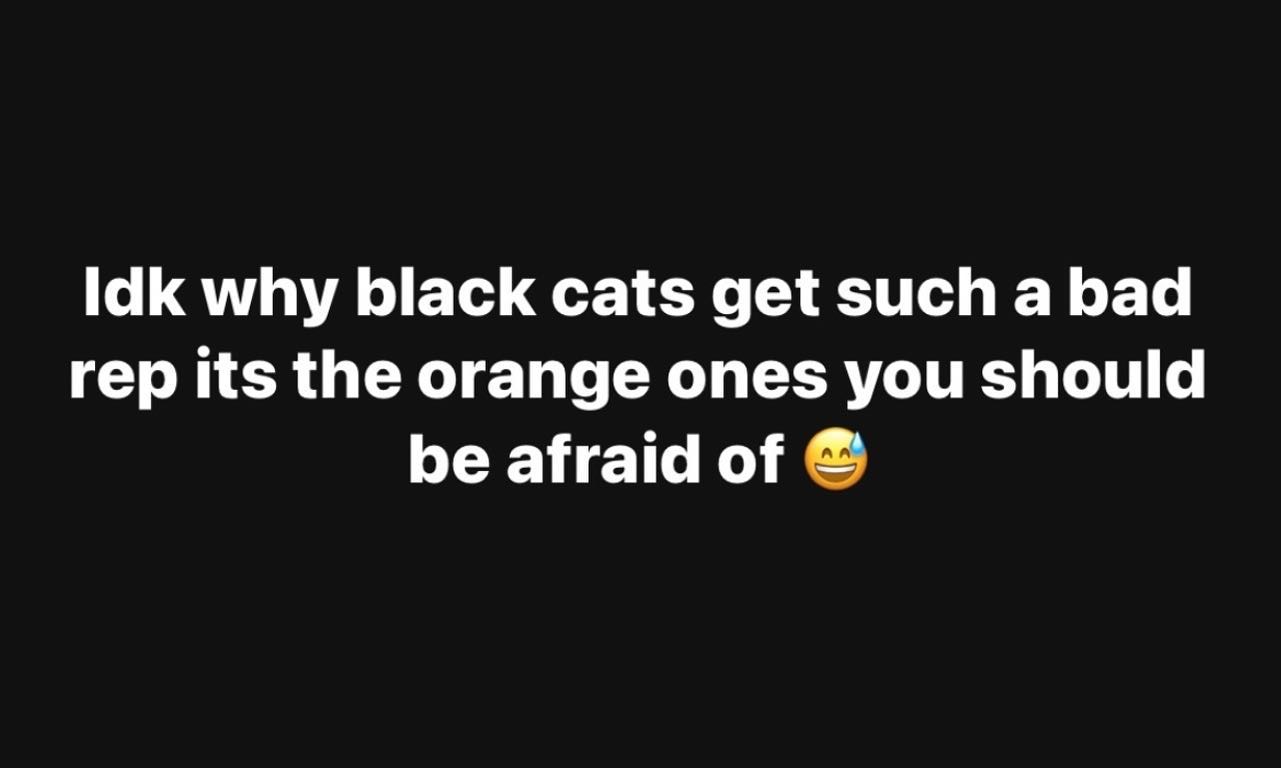 Idk why black cats get such a bad
rep its the orange ones you should
be afraid of 😅